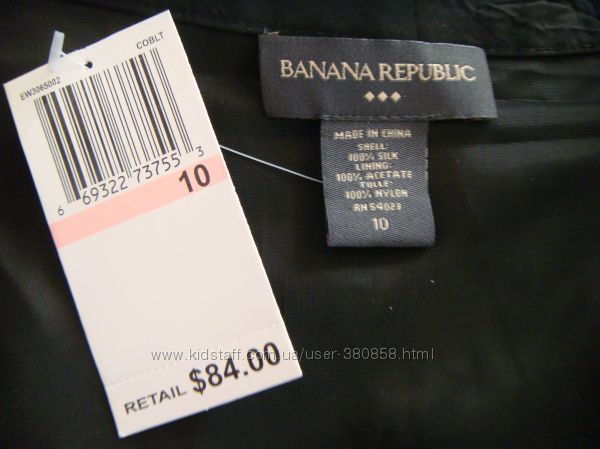 COBLT
EW3065002
6 69322 73755 3
10
RETAIL $84.00
BANANA REPUBLIC
MADE IN CHINA
SHELL:
100% SILK
LINING:
100% ACETATE
TULLE:
100% NYLON
RN 54023
10
www.kidstaff.com.ua/user-380858.html